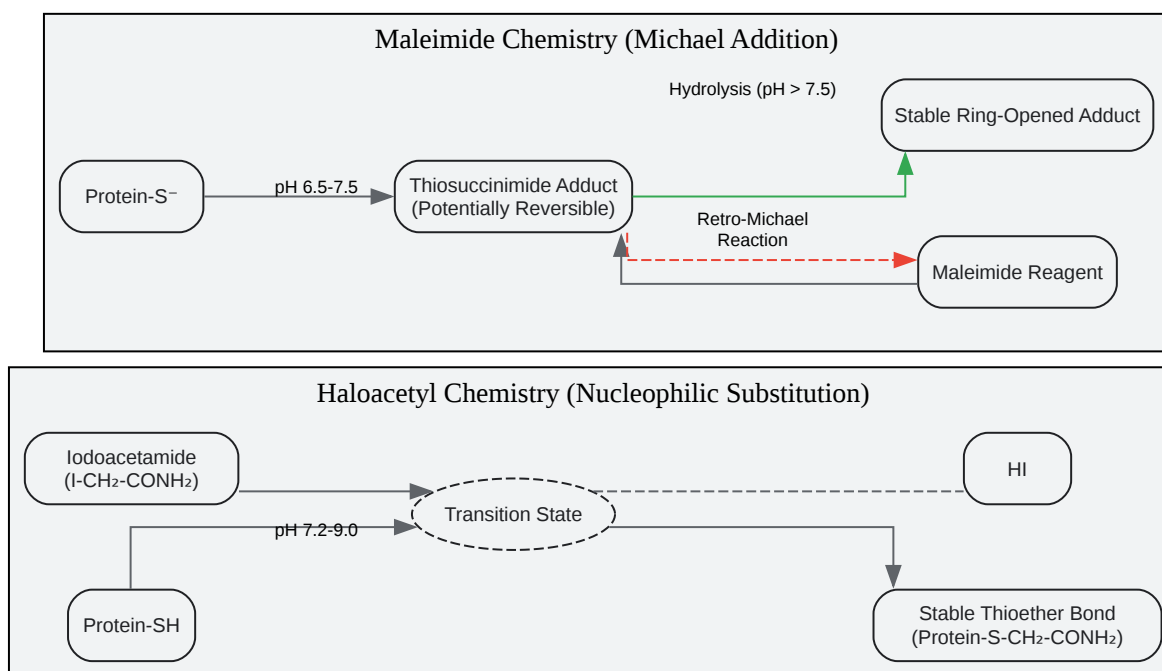 Maleimide Chemistry (Michael Addition)
Hydrolysis (pH > 7.5)
Stable Ring-Opened Adduct
Protein-S⁻
pH 6.5-7.5
Thiosuccinimide Adduct
(Potentially Reversible)
Retro-Michael
Reaction
Maleimide Reagent
Haloacetyl Chemistry (Nucleophilic Substitution)
Iodoacetamide
(I-CH₂-CONH₂)
HI
Transition State
pH 7.2-9.0
Protein-SH
Stable Thioether Bond
(Protein-S-CH₂-CONH₂)